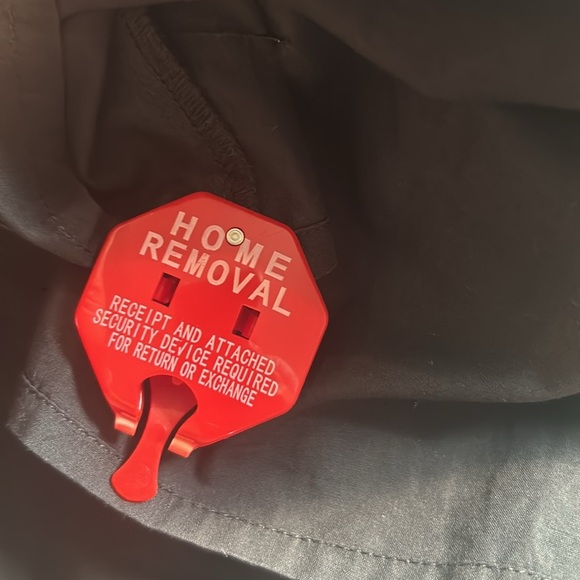 HOME
REMOVAL
RECEIPT AND ATTACHED
SECURITY DEVICE REQUIRED
FOR RETURN OR EXCHANGE